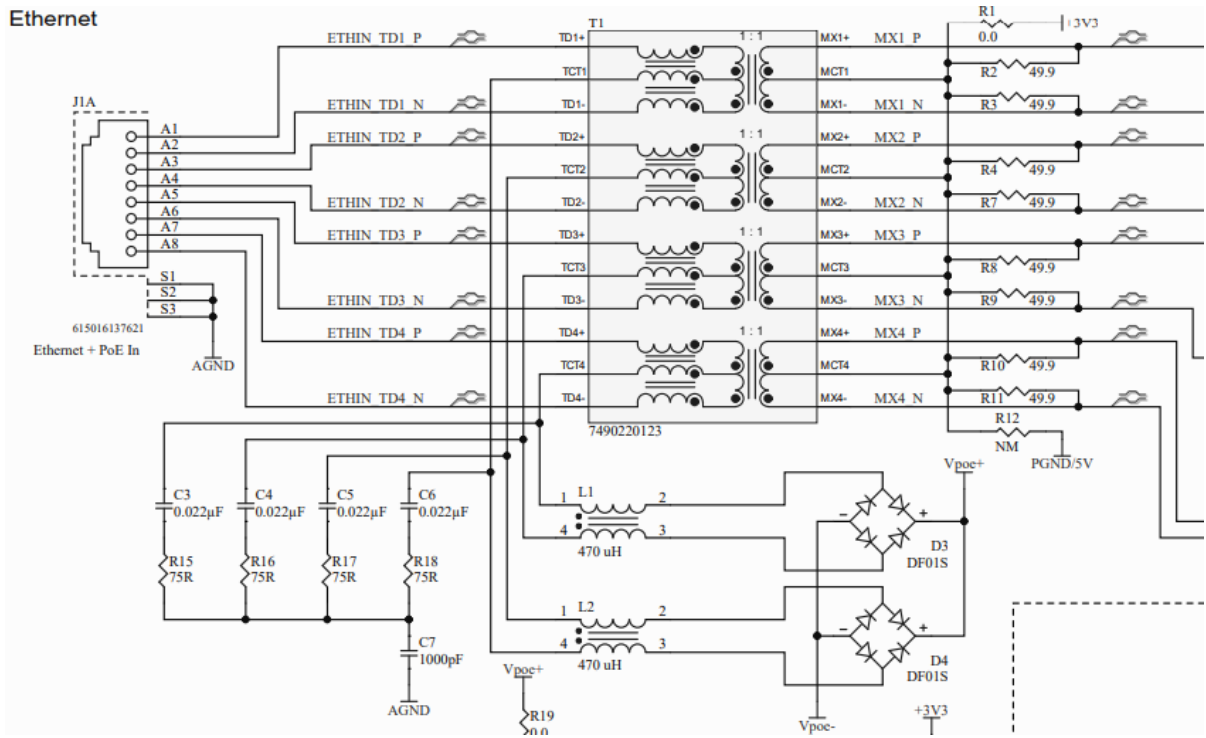 Ethernet
T1
R1
0.0
+3V3
ETHIN_TD1_P
TD1+
1 : 1
MX1+
MX1_P
R2
49.9
TCT1
MCT1
J1A
ETHIN_TD1_N
TD1-
MX1-
MX1_N
R3
49.9
A1
A2
A3
A4
A5
A6
A7
A8
ETHIN_TD2_P
TD2+
1 : 1
MX2+
MX2_P
R4
49.9
TCT2
MCT2
ETHIN_TD2_N
TD2-
MX2-
MX2_N
R7
49.9
ETHIN_TD3_P
TD3+
1 : 1
MX3+
MX3_P
R8
49.9
TCT3
MCT3
S1
S2
S3
ETHIN_TD3_N
TD3-
MX3-
MX3_N
R9
49.9
615016137621
Ethernet + PoE In
AGND
ETHIN_TD4_P
TD4+
1 : 1
MX4+
MX4_P
R10
49.9
TCT4
MCT4
ETHIN_TD4_N
TD4-
MX4-
MX4_N
R11
49.9
7490220123
R12
NM
PGND/5V
Vpoe+
C3
0.022µF
C4
0.022µF
C5
0.022µF
C6
0.022µF
1
L1
2
4
3
470 uH
−
+
D3
DF01S
R15
75R
R16
75R
R17
75R
R18
75R
1
L2
2
4
3
470 uH
−
+
D4
DF01S
C7
1000pF
AGND
Vpoe+
R19
0.0
Vpoe-
+3V3